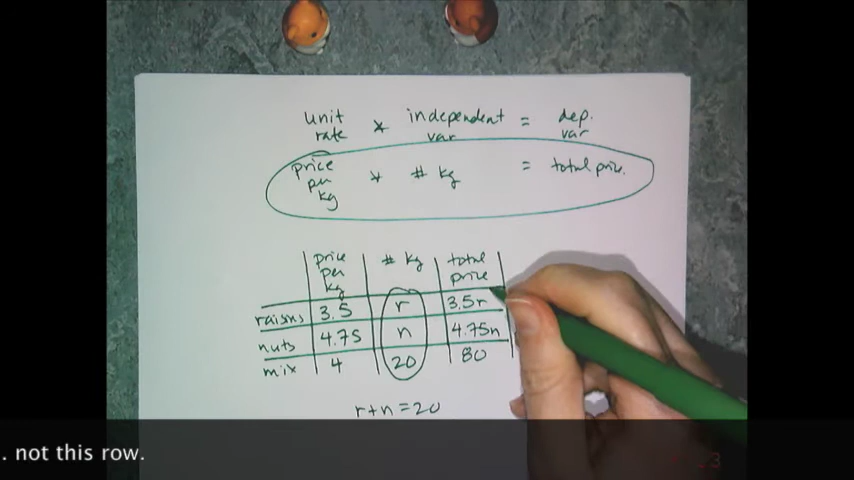 unit rate * independent var = dep. var
price per kg * # kg = total price.
price per kg # kg total price
raisns 3.5 r 3.5r
nuts 4.75 n 4.75n
mix 4 20 80
r+n=20
. not this row.